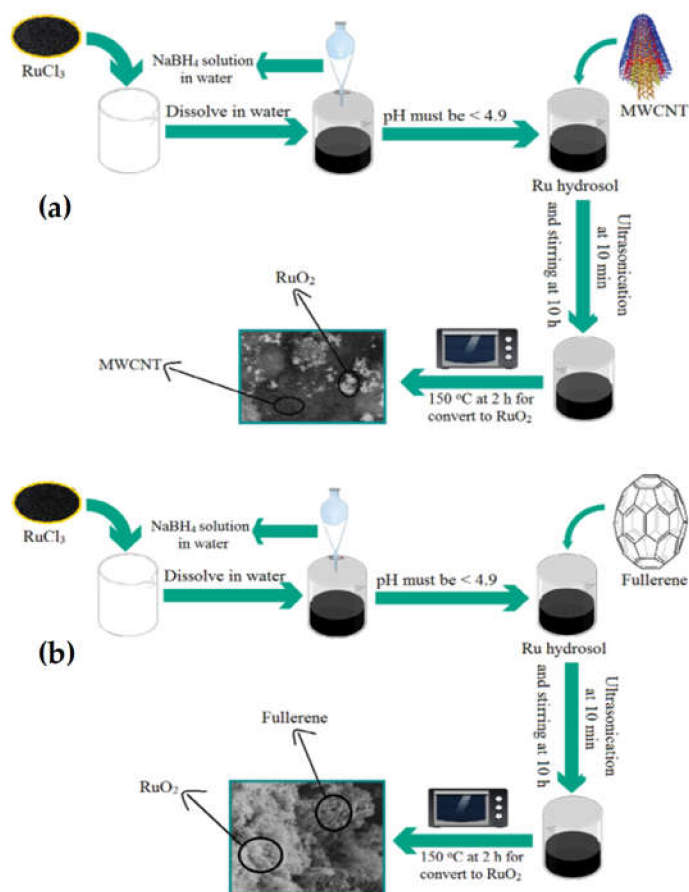 RuCl₃
NaBH₄ solution
in water
Dissolve in water
pH must be < 4.9
MWCNT
Ru hydrosol
(a)
Ultrasonication
at 10 min
and stirring at 10 h
RuO₂
MWCNT
150 °C at 2 h for
convert to RuO₂
RuCl₃
NaBH₄ solution
in water
Dissolve in water
pH must be < 4.9
Fullerene
Ru hydrosol
(b)
Ultrasonication
at 10 min
and stirring at 10 h
Fullerene
RuO₂
150 °C at 2 h for
convert to RuO₂